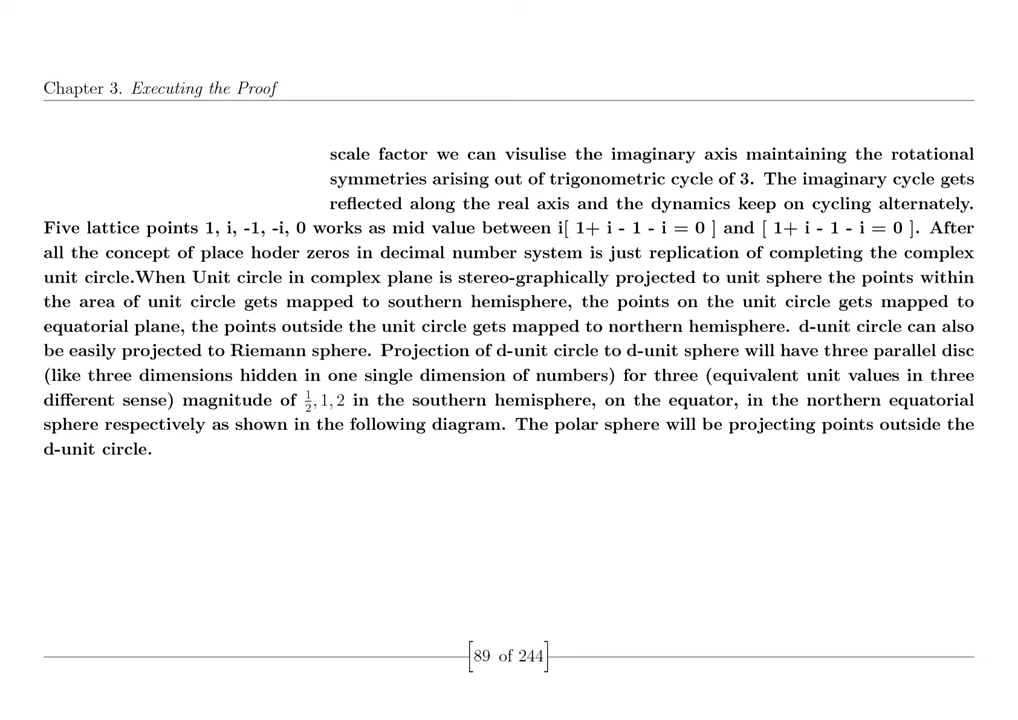 Chapter 3. Executing the Proof
scale factor we can visulise the imaginary axis maintaining the rotational
symmetries arising out of trigonometric cycle of 3. The imaginary cycle gets
reflected along the real axis and the dynamics keep on cycling alternately.
Five lattice points 1, i, -1, -i, 0 works as mid value between i[ 1+ i - 1 - i = 0 ] and [ 1+ i - 1 - i = 0 ]. After
all the concept of place hoder zeros in decimal number system is just replication of completing the complex
unit circle.When Unit circle in complex plane is stereo-graphically projected to unit sphere the points within
the area of unit circle gets mapped to southern hemisphere, the points on the unit circle gets mapped to
equatorial plane, the points outside the unit circle gets mapped to northern hemisphere. d-unit circle can also
be easily projected to Riemann sphere. Projection of d-unit circle to d-unit sphere will have three parallel disc
(like three dimensions hidden in one single dimension of numbers) for three (equivalent unit values in three
different sense) magnitude of 1/2, 1, 2 in the southern hemisphere, on the equator, in the northern equatorial
sphere respectively as shown in the following diagram. The polar sphere will be projecting points outside the
d-unit circle.
[89 of 244]